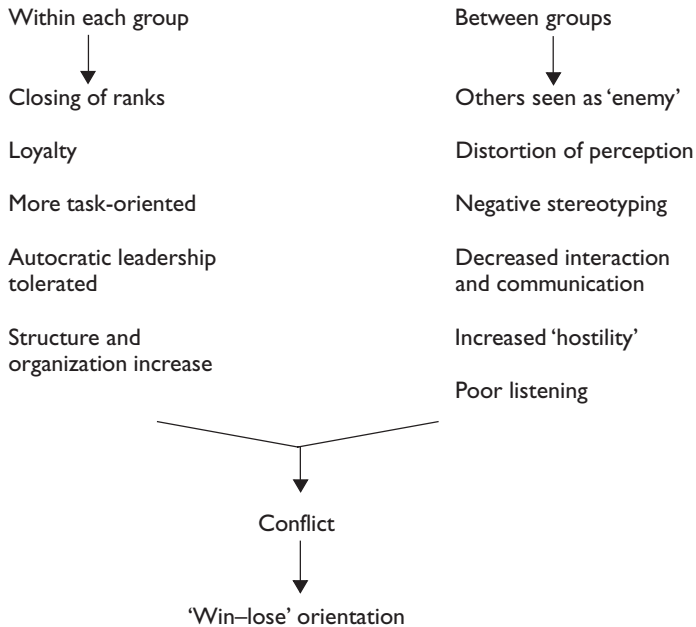 Within each group
Closing of ranks
Loyalty
More task-oriented
Autocratic leadership
tolerated
Structure and
organization increase
Between groups
Others seen as ‘enemy’
Distortion of perception
Negative stereotyping
Decreased interaction
and communication
Increased ‘hostility’
Poor listening
Conflict
‘Win–lose’ orientation